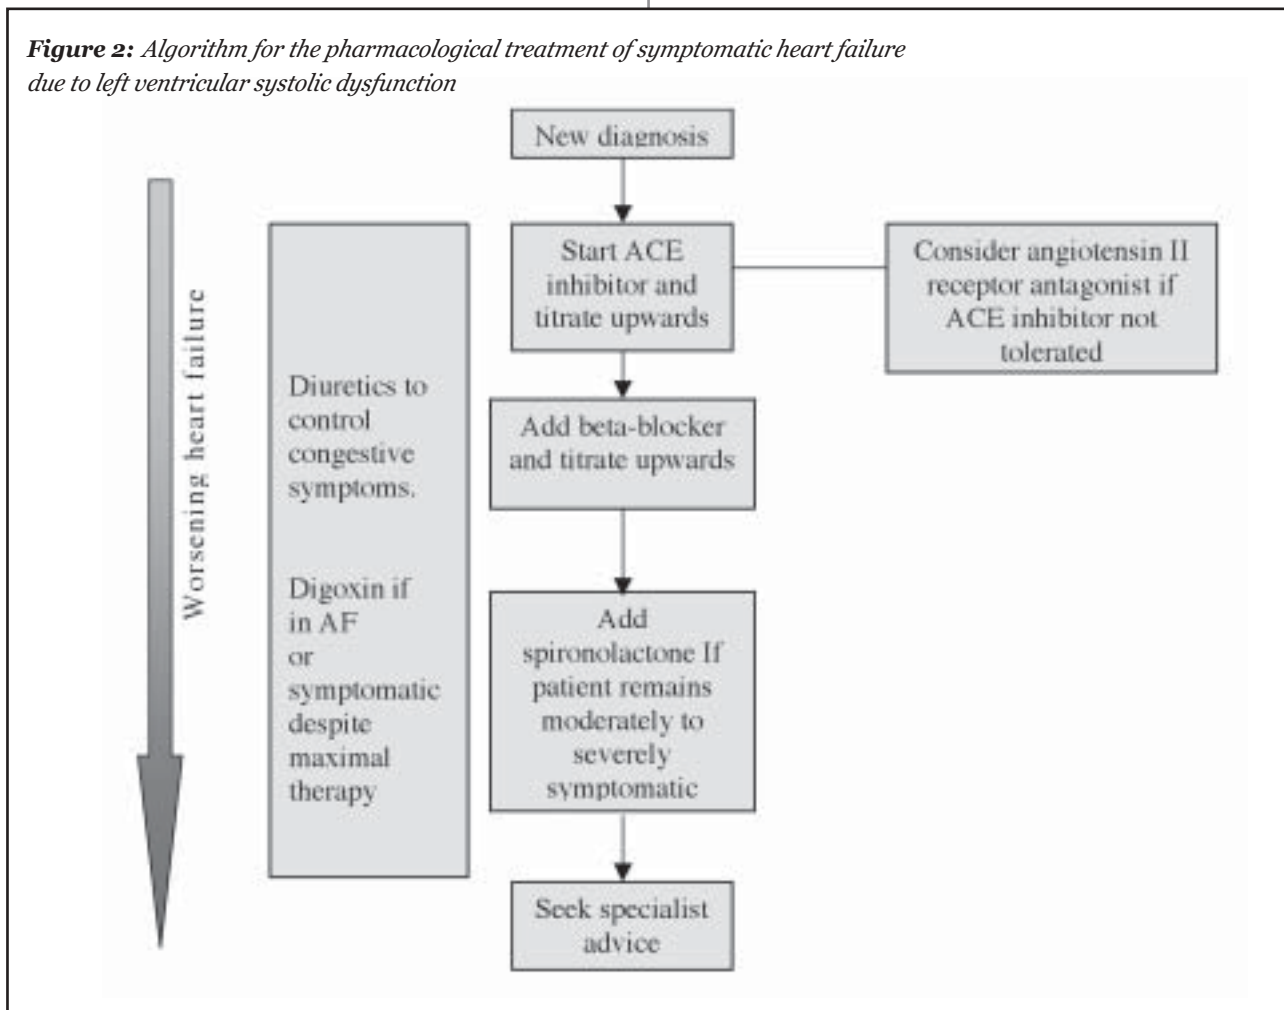 Figure 2: Algorithm for the pharmacological treatment of symptomatic heart failure
due to left ventricular systolic dysfunction
New diagnosis
Start ACE
inhibitor and
titrate upwards
Consider angiotensin II
receptor antagonist if
ACE inhibitor not
tolerated
Worsening heart failure
Diuretics to
control
congestive
symptoms.
Digoxin if
in AF
or
symptomatic
despite
maximal
therapy
Add beta-blocker
and titrate upwards
Add
spironolactone If
patient remains
moderately to
severely
symptomatic
Seek specialist
advice